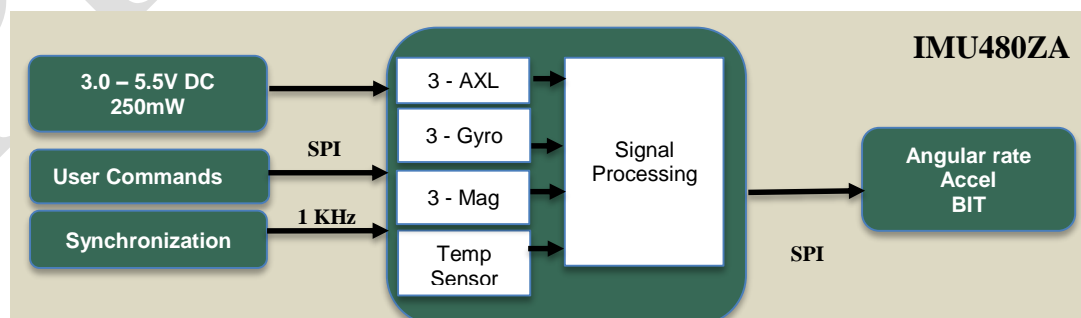 IMU480ZA
3.0 – 5.5V DC
250mW
SPI
User Commands
1 KHz
Synchronization
3 - AXL
3 - Gyro
3 - Mag
Temp
Sensor
Signal
Processing
SPI
Angular rate
Accel
BIT